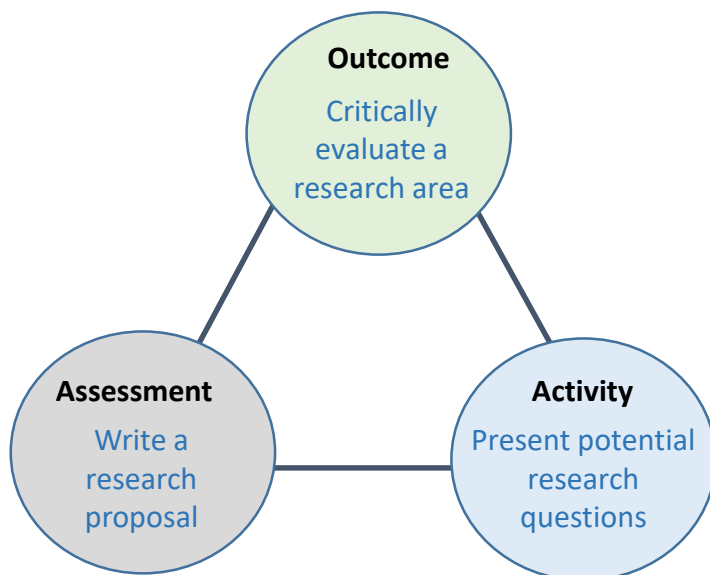 Outcome
Critically
evaluate a
research area
Assessment
Write a
research
proposal
Activity
Present potential
research
questions